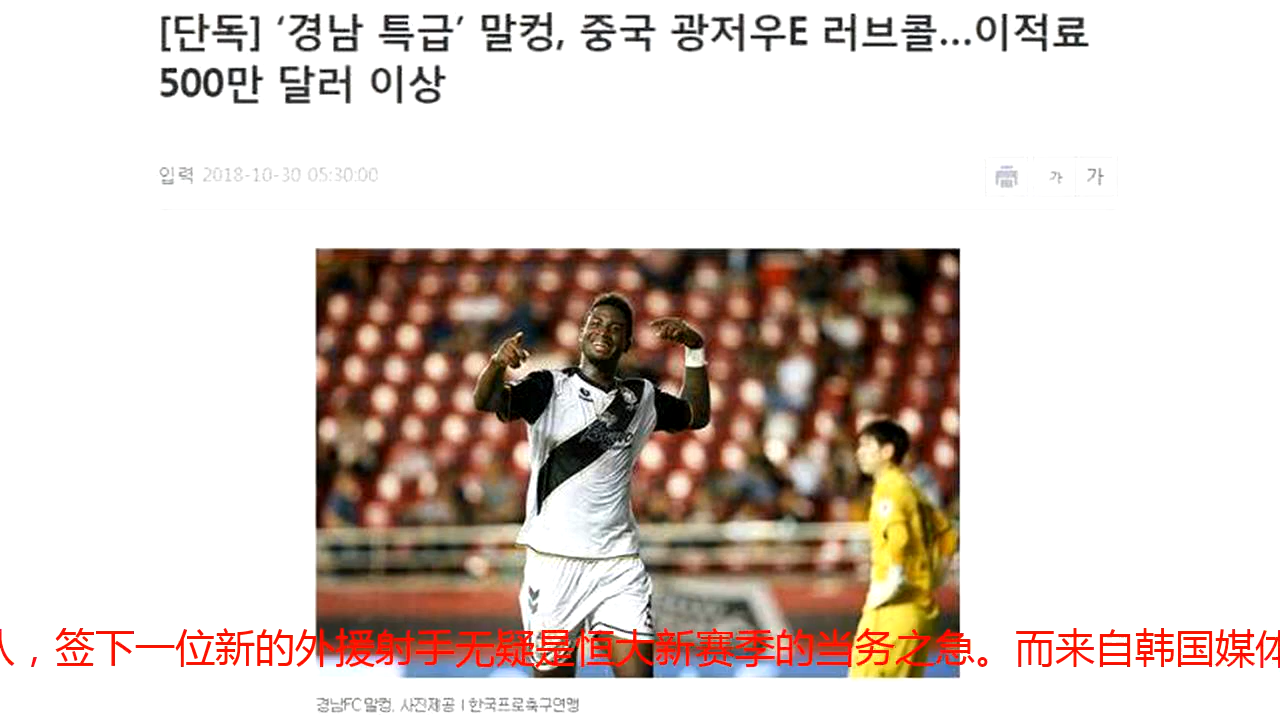 [단독] ‘경남 특급’ 말컹, 중국 광저우E 러브콜…이적료
500만 달러 이상
입력 2018-10-30 05:30:00
가 가
，签下一位新的外援射手无疑是恒大新赛季的当务之急。而来自韩国媒体
경남FC 말컹. 사진제공 | 한국프로축구연맹